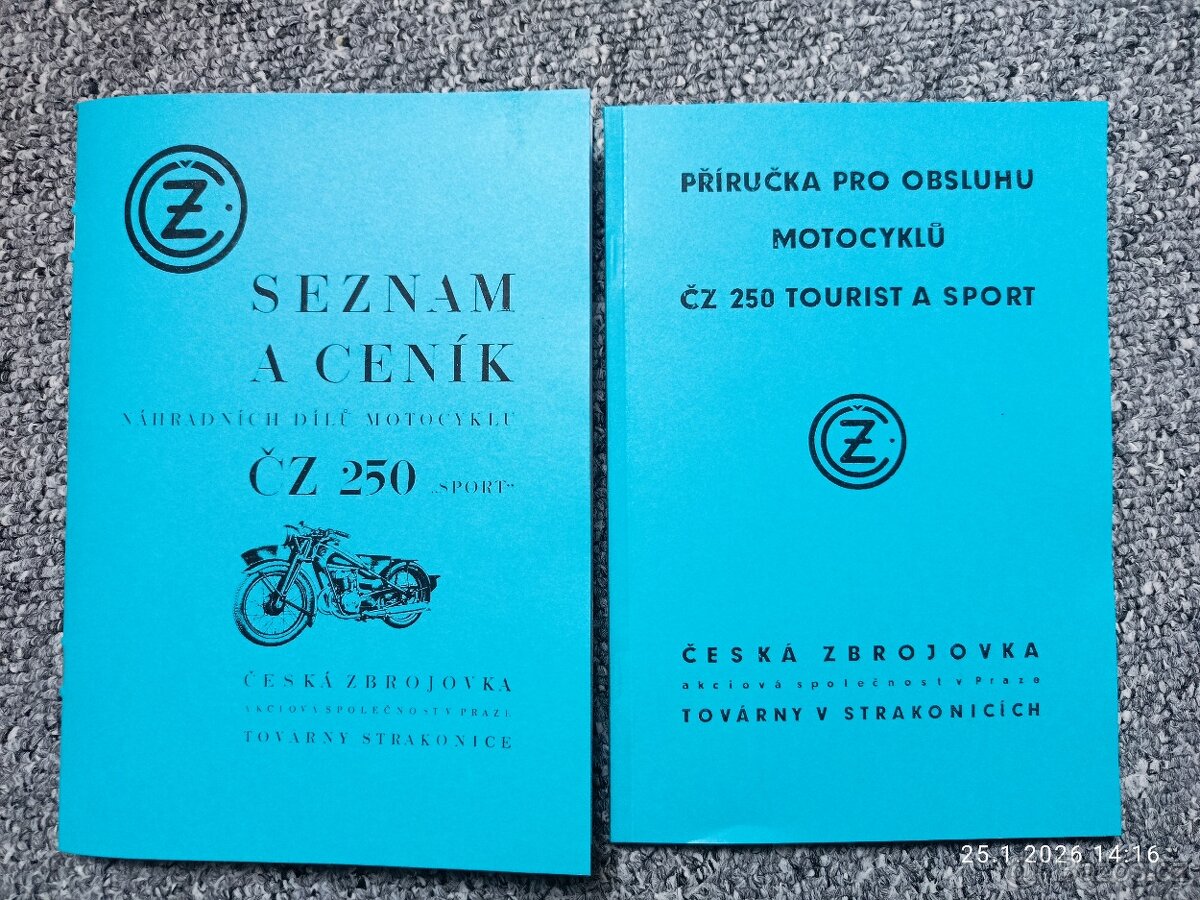 ČZ
SEZNAM
A CENÍK
NÁHRADNÍCH DÍLŮ MOTOCYKLU
ČZ 250 „SPORT“
ČESKÁ ZBROJOVKA
AKCIOVÁ SPOLEČNOST V PRAZE
TOVÁRNY STRAKONICE
PŘÍRUČKA PRO OBSLUHU
MOTOCYKLŮ
ČZ 250 TOURIST A SPORT
ČZ
ČESKÁ ZBROJOVKA
akciová společnost v Praze
TOVÁRNY V STRAKONICÍCH
25.1.2026 14:16